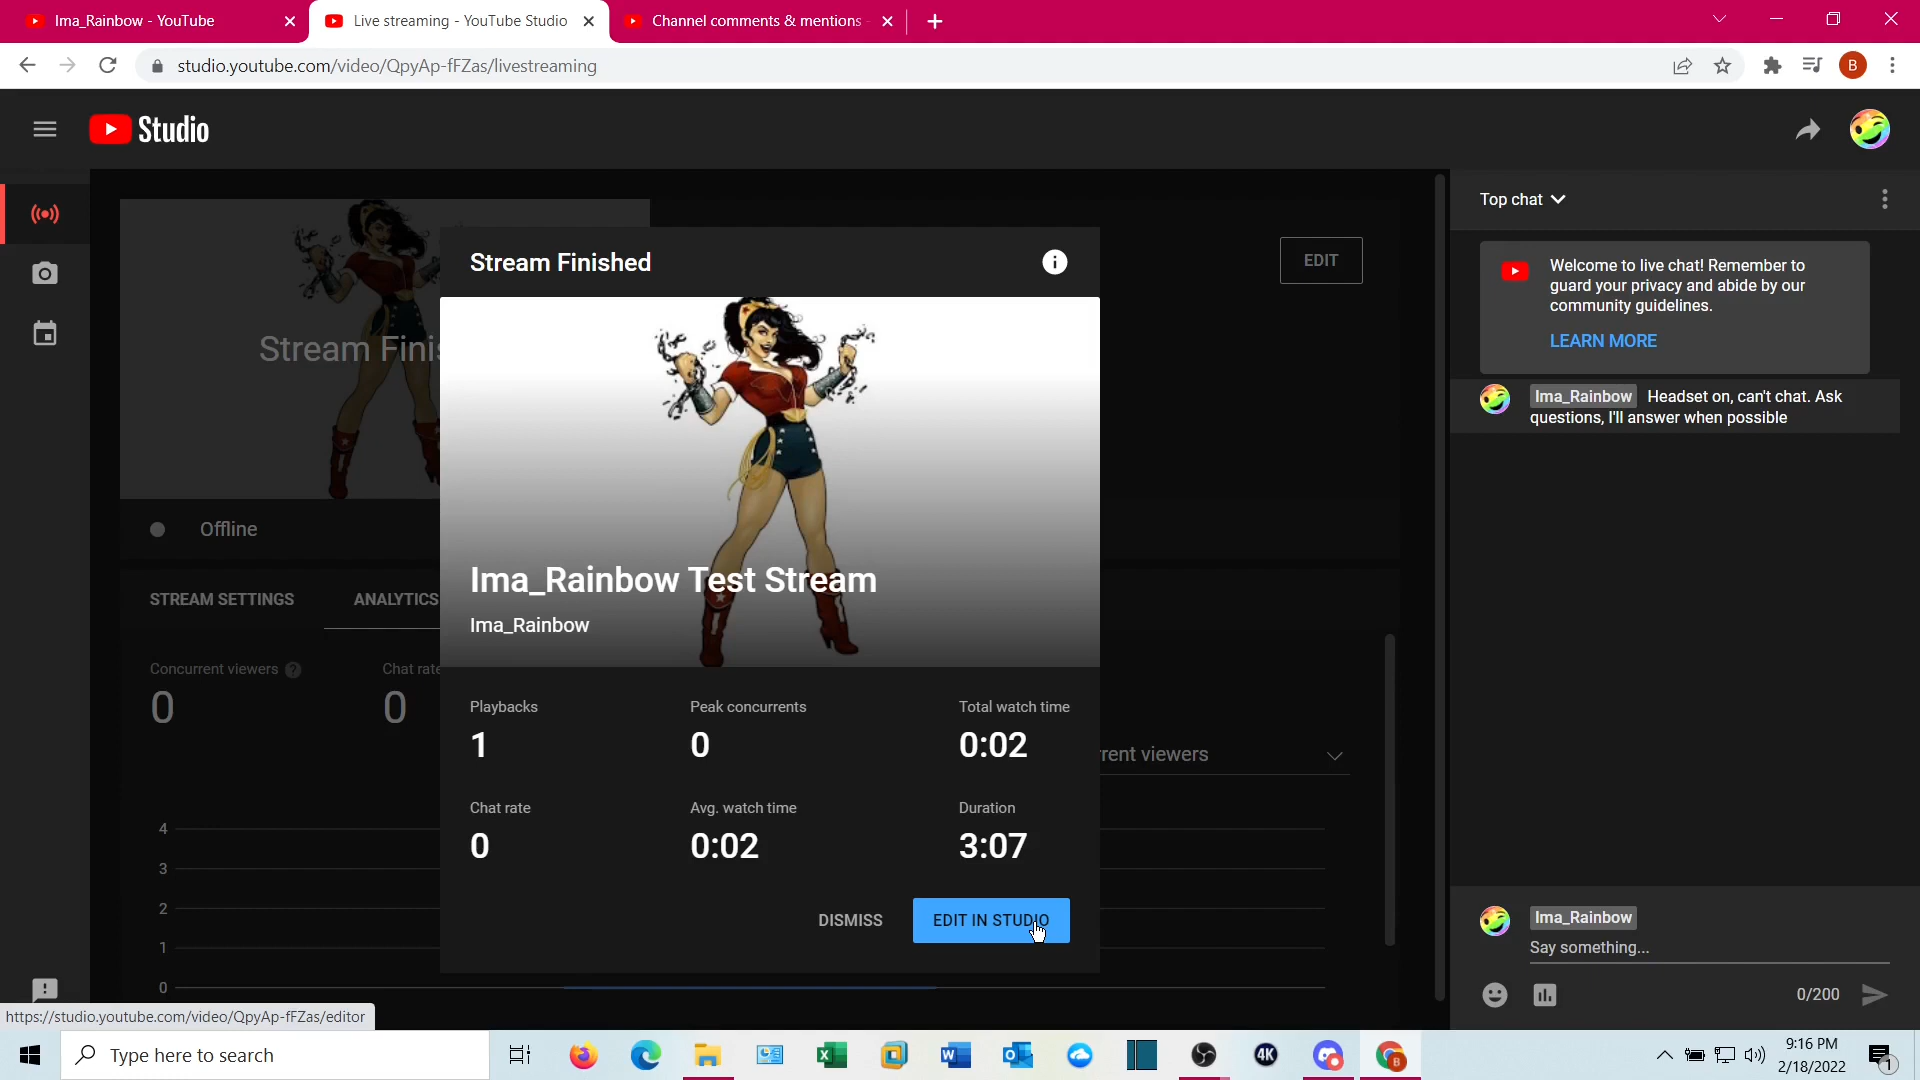 Ima_Rainbow - YouTube
Live streaming - YouTube Studio
Channel comments & mentions -
studio.youtube.com/video/QpyAp-fFZas/livestreaming
B
Studio
Top chat
Stream Finis
Stream Finished
EDIT
Welcome to live chat! Remember to
guard your privacy and abide by our
community guidelines.
LEARN MORE
Ima_Rainbow Headset on, can't chat. Ask
questions, I'll answer when possible
Offline
Ima_Rainbow Test Stream
Ima_Rainbow
STREAM SETTINGS
ANALYTICS
Concurrent viewers ?
0
Chat rate
0
Playbacks
1
Peak concurrents
0
Total watch time
0:02
rrent viewers
Chat rate
0
Avg. watch time
0:02
Duration
3:07
4
3
2
1
0
DISMISS
EDIT IN STUDIO
Ima_Rainbow
Say something...
0/200
https://studio.youtube.com/video/QpyAp-fFZas/editor
Type here to search
4K
B
9:16 PM
2/18/2022
1